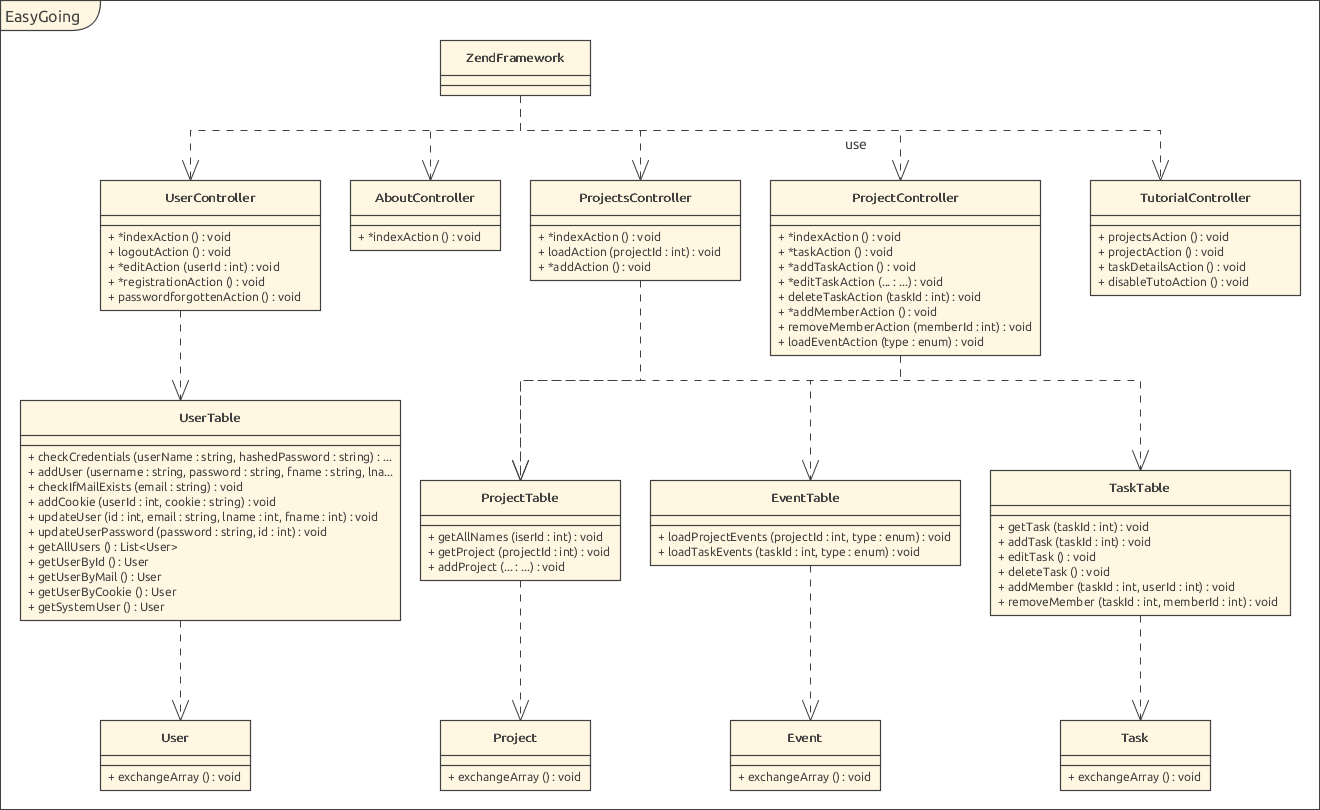 EasyGoing
ZendFramework
use
UserController
+ *indexAction () : void
+ logoutAction () : void
+ *editAction (userId : int) : void
+ *registrationAction () : void
+ passwordforgottenAction () : void
AboutController
+ *indexAction () : void
ProjectsController
+ *indexAction () : void
+ loadAction (projectId : int) : void
+ *addAction () : void
ProjectController
+ *indexAction () : void
+ *taskAction () : void
+ *addTaskAction () : void
+ *editTaskAction (... : ...) : void
+ deleteTaskAction (taskId : int) : void
+ *addMemberAction () : void
+ removeMemberAction (memberId : int) : void
+ loadEventAction (type : enum) : void
TutorialController
+ projectsAction () : void
+ projectAction () : void
+ taskDetailsAction () : void
+ disableTutoAction () : void
UserTable
+ checkCredentials (userName : string, hashedPassword : string) : ...
+ addUser (username : string, password : string, fname : string, lna...
+ checkIfMailExists (email : string) : void
+ addCookie (userId : int, cookie : string) : void
+ updateUser (id : int, email : string, lname : int, fname : int) : void
+ updateUserPassword (password : string, id : int) : void
+ getAllUsers () : List<User>
+ getUserById () : User
+ getUserByMail () : User
+ getUserByCookie () : User
+ getSystemUser () : User
ProjectTable
+ getAllNames (iserId : int) : void
+ getProject (projectId : int) : void
+ addProject (... : ...) : void
EventTable
+ loadProjectEvents (projectId : int, type : enum) : void
+ loadTaskEvents (taskId : int, type : enum) : void
TaskTable
+ getTask (taskId : int) : void
+ addTask (taskId : int) : void
+ editTask () : void
+ deleteTask () : void
+ addMember (taskId : int, userId : int) : void
+ removeMember (taskId : int, memberId : int) : void
User
+ exchangeArray () : void
Project
+ exchangeArray () : void
Event
+ exchangeArray () : void
Task
+ exchangeArray () : void